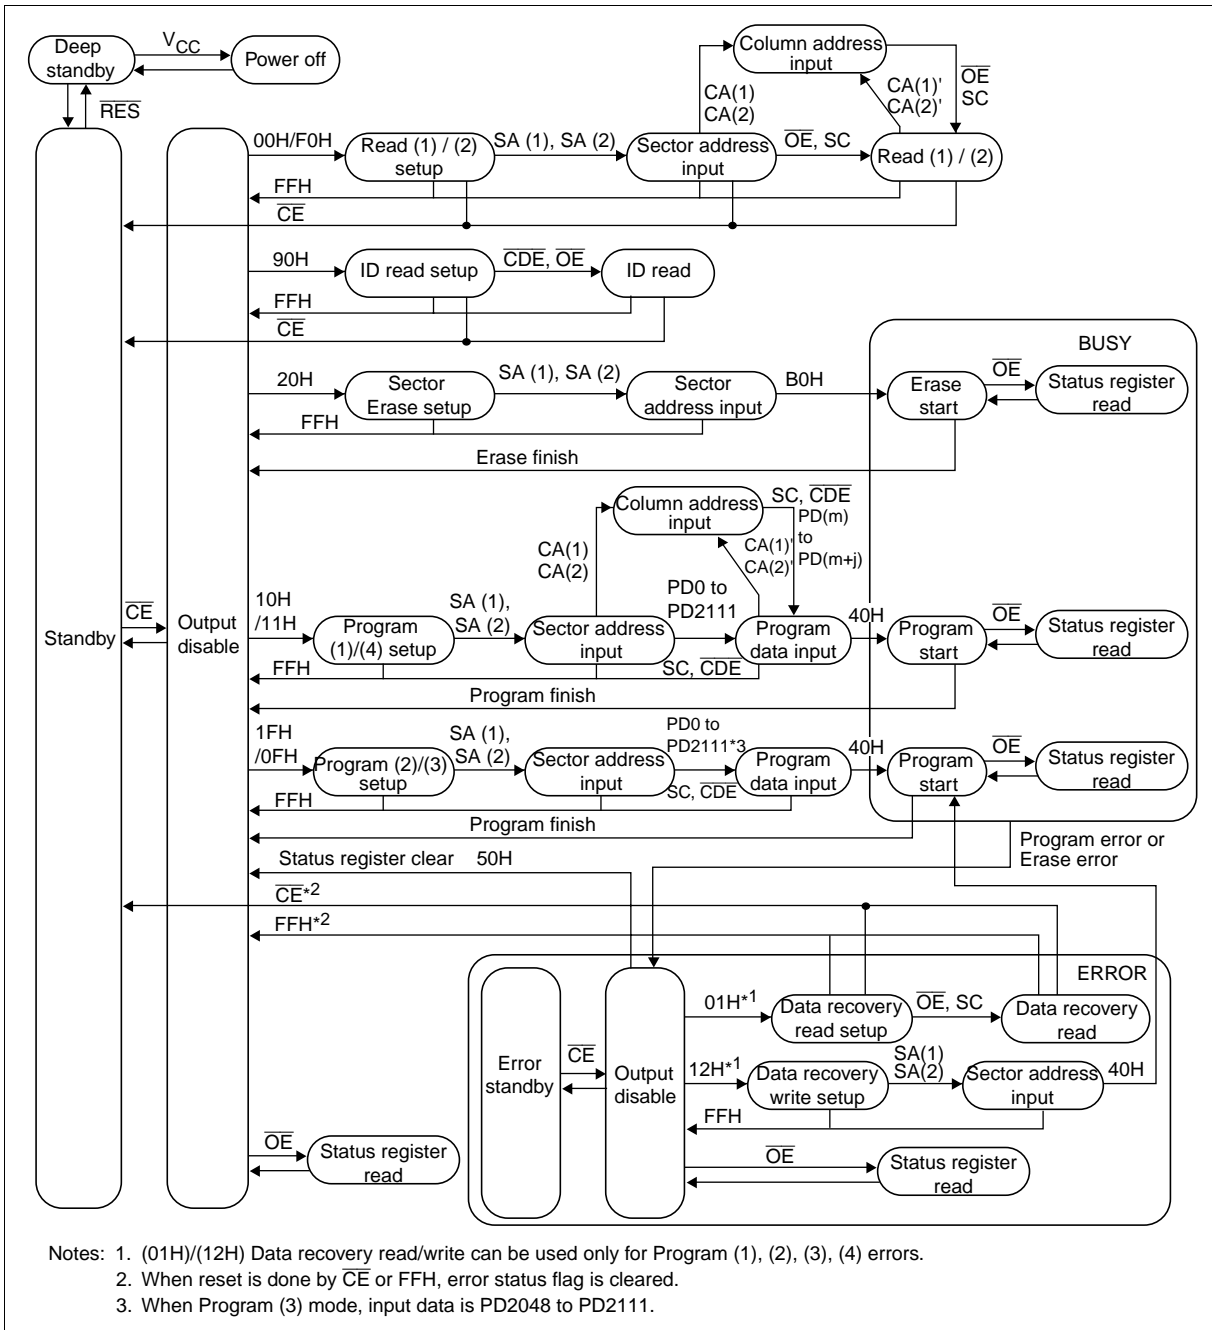 Deep
standby
VCC
Power off
RES
Column address
input
CA(1)
CA(2)
CA(1)'
CA(2)'
OE
SC
00H/F0H
Read (1) / (2)
setup
SA (1), SA (2)
Sector address
input
OE, SC
Read (1) / (2)
FFH
CE
90H
ID read setup
CDE, OE
ID read
FFH
CE
BUSY
20H
Sector
Erase setup
SA (1), SA (2)
Sector
address input
B0H
Erase
start
OE
Status register
read
FFH
Erase finish
Column address
input
SC, CDE
PD(m)
to
PD(m+j)
CA(1)
CA(2)
CA(1)'
CA(2)'
Standby
CE
Output
disable
10H
/11H
Program
(1)/(4) setup
SA (1),
SA (2)
Sector address
input
PD0 to
PD2111
SC, CDE
Program
data input
40H
Program
start
OE
Status register
read
FFH
Program finish
1FH
/0FH
Program (2)/(3)
setup
SA (1),
SA (2)
Sector address
input
PD0 to
PD2111*3
SC, CDE
Program
data input
40H
Program
start
OE
Status register
read
FFH
Program finish
Program error or
Erase error
Status register clear 50H
CE*2
FFH*2
ERROR
Error
standby
CE
Output
disable
01H*1
Data recovery
read setup
OE, SC
Data recovery
read
12H*1
Data recovery
write setup
SA(1)
SA(2)
Sector address
input
40H
FFH
OE
Status register
read
OE
Status register
read
Notes: 1. (01H)/(12H) Data recovery read/write can be used only for Program (1), (2), (3), (4) errors.
2. When reset is done by CE or FFH, error status flag is cleared.
3. When Program (3) mode, input data is PD2048 to PD2111.